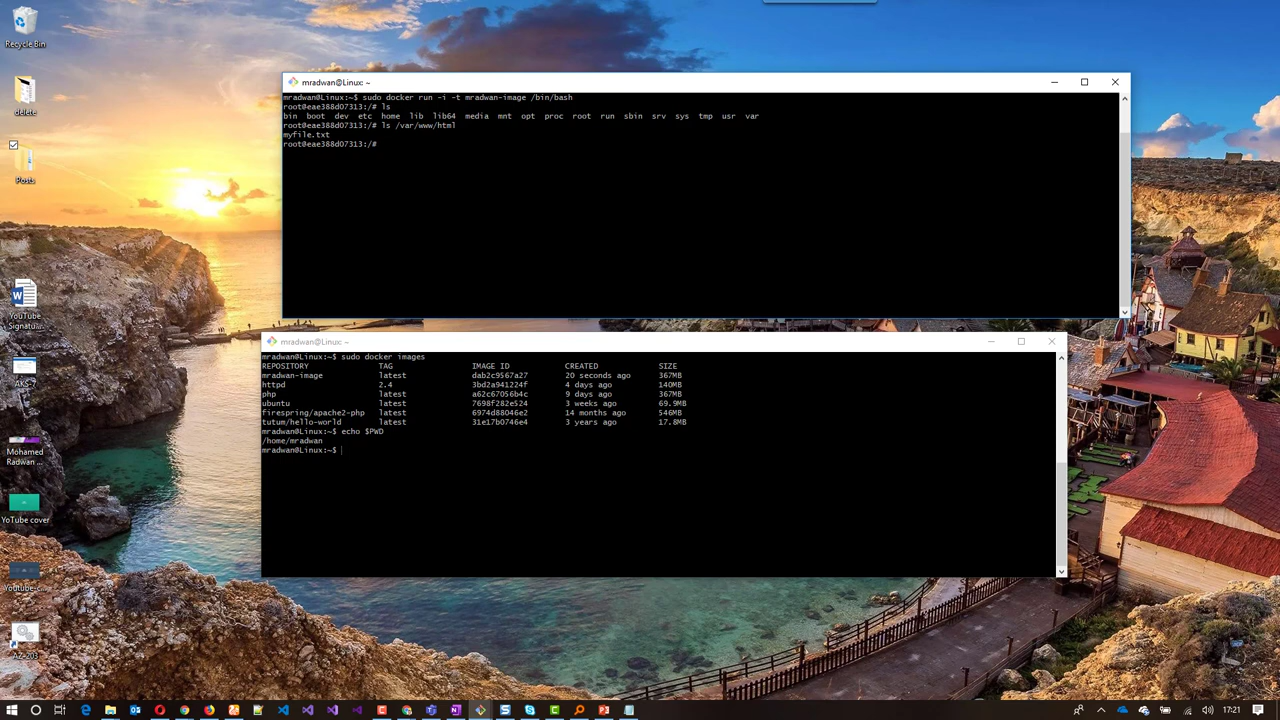 Recycle Bin
delete
Posts
YouTube
Signatu...
AKS-?
Mohamed
Radwan ...
YoTube cover
Youtube-c...
AZ-203
mradwan@Linux: ~
mradwan@Linux:~$ sudo docker run -i -t mradwan-image /bin/bash
root@eae388d07313:/# ls
bin boot dev etc home lib lib64 media mnt opt proc root run sbin srv sys tmp usr var
root@eae388d07313:/# ls /var/www/html
myfile.txt
root@eae388d07313:/#
mradwan@Linux: ~
mradwan@Linux:~$ sudo docker images
REPOSITORY TAG IMAGE ID CREATED SIZE
mradwan-image latest dab2c9567a27 20 seconds ago 367MB
httpd 2.4 3bd2a941224f 4 days ago 140MB
php latest a62c67056b4c 9 days ago 367MB
ubuntu latest 7698f282e524 3 weeks ago 69.9MB
firespring/apache2-php latest 6974d88046e2 14 months ago 546MB
tutum/hello-world latest 31e17b0746e4 3 years ago 17.8MB
mradwan@Linux:~$ echo $PWD
/home/mradwan
mradwan@Linux:~$
17:21